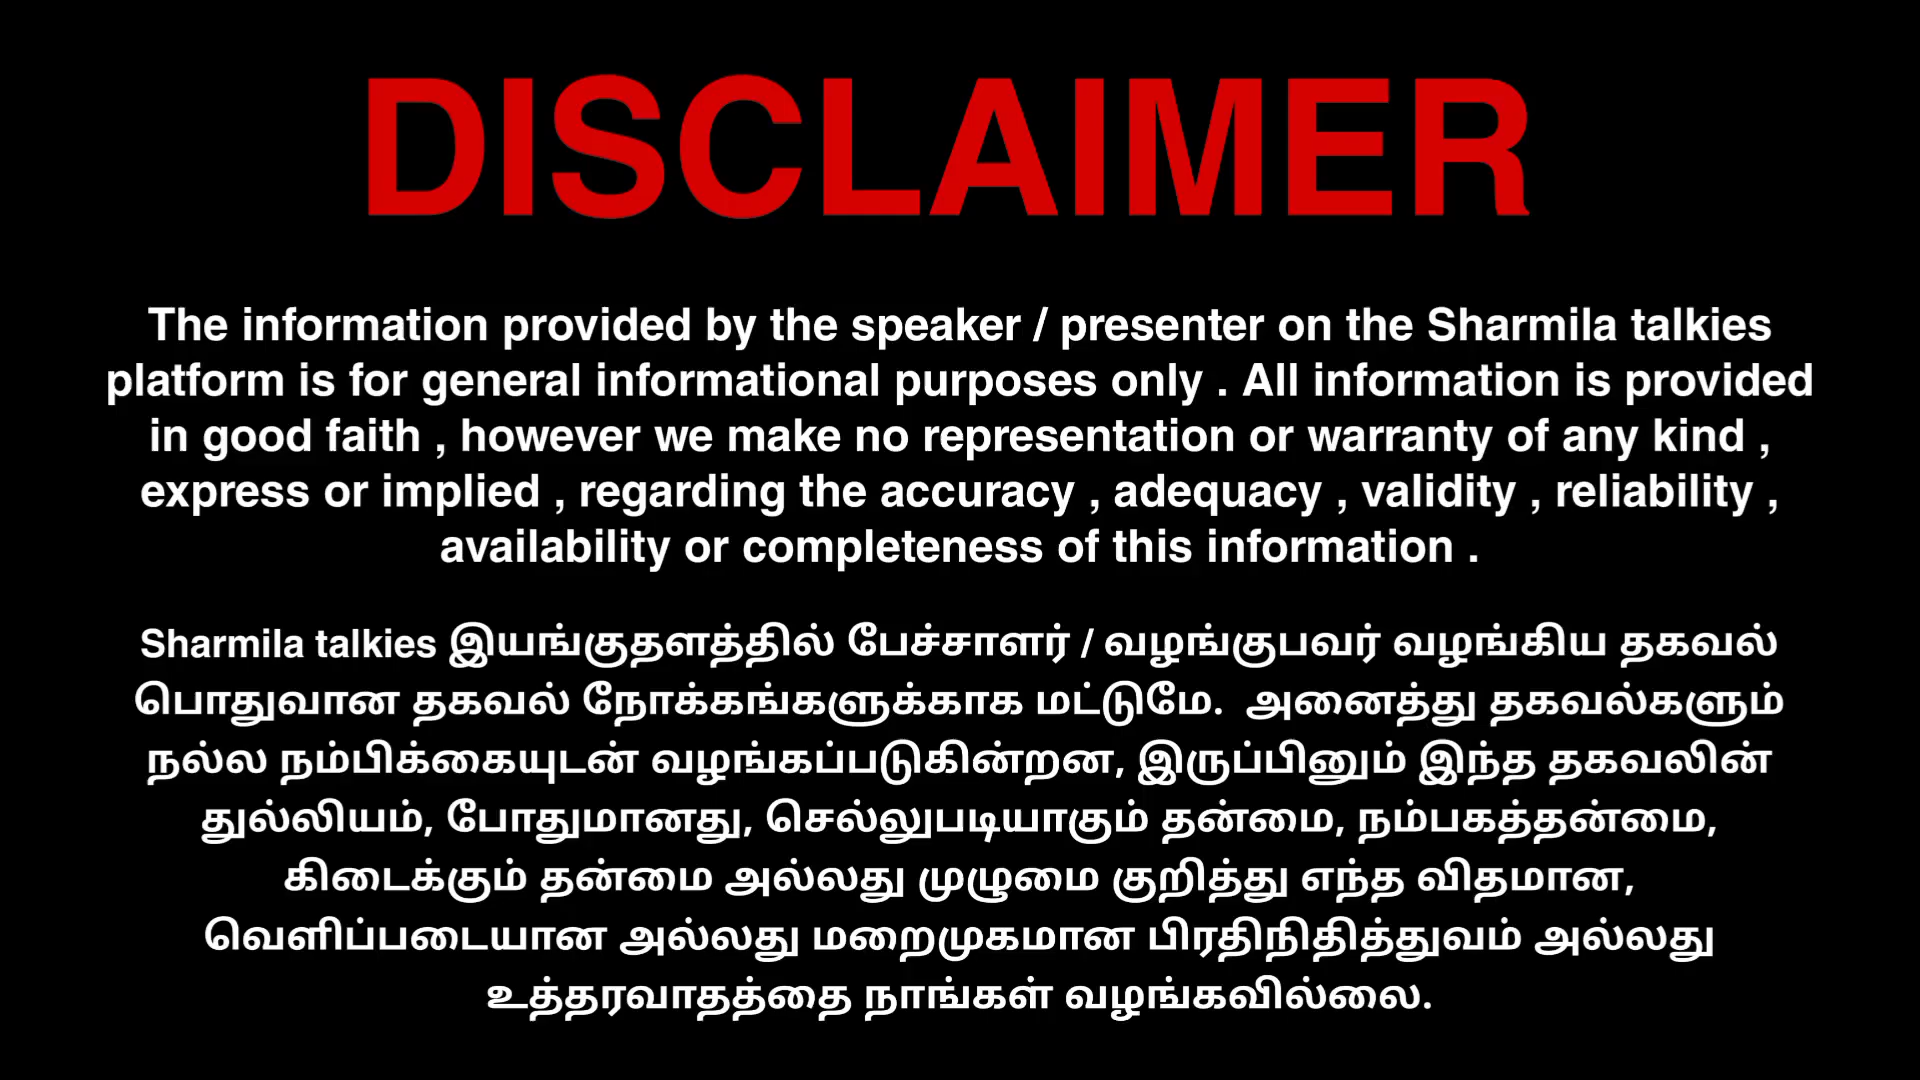 DISCLAIMER
The information provided by the speaker / presenter on the Sharmila talkies
platform is for general informational purposes only . All information is provided
in good faith , however we make no representation or warranty of any kind ,
express or implied , regarding the accuracy , adequacy , validity , reliability ,
availability or completeness of this information .
Sharmila talkies இயங்குதளத்தில் பேச்சாளர் / வழங்குபவர் வழங்கிய தகவல்
பொதுவான தகவல் நோக்கங்களுக்காக மட்டுமே.  அனைத்து தகவல்களும்
நல்ல நம்பிக்கையுடன் வழங்கப்படுகின்றன, இருப்பினும் இந்த தகவலின்
துல்லியம், போதுமானது, செல்லுபடியாகும் தன்மை, நம்பகத்தன்மை,
கிடைக்கும் தன்மை அல்லது முழுமை குறித்து எந்த விதமான,
வெளிப்படையான அல்லது மறைமுகமான பிரதிநிதித்துவம் அல்லது
உத்தரவாதத்தை நாங்கள் வழங்கவில்லை.